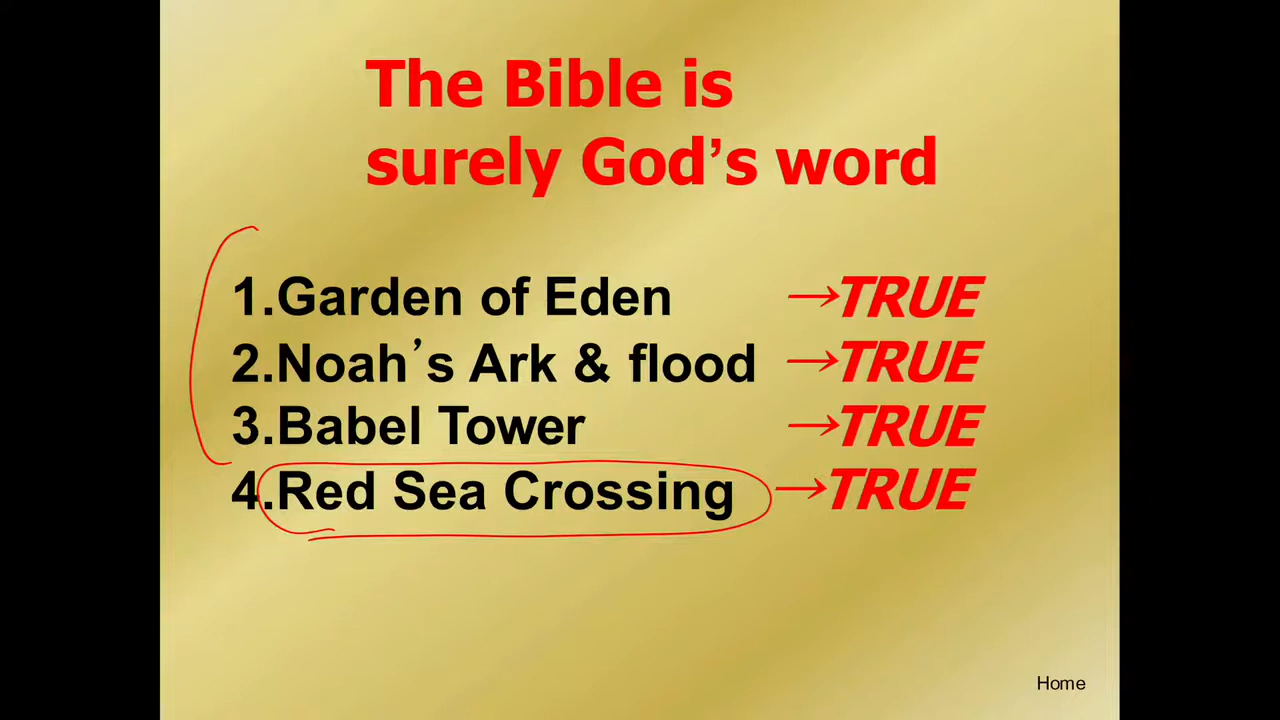 The Bible is
surely God’s word
1.Garden of Eden →TRUE
2.Noah’s Ark & flood →TRUE
3.Babel Tower →TRUE
4.Red Sea Crossing →TRUE
Home